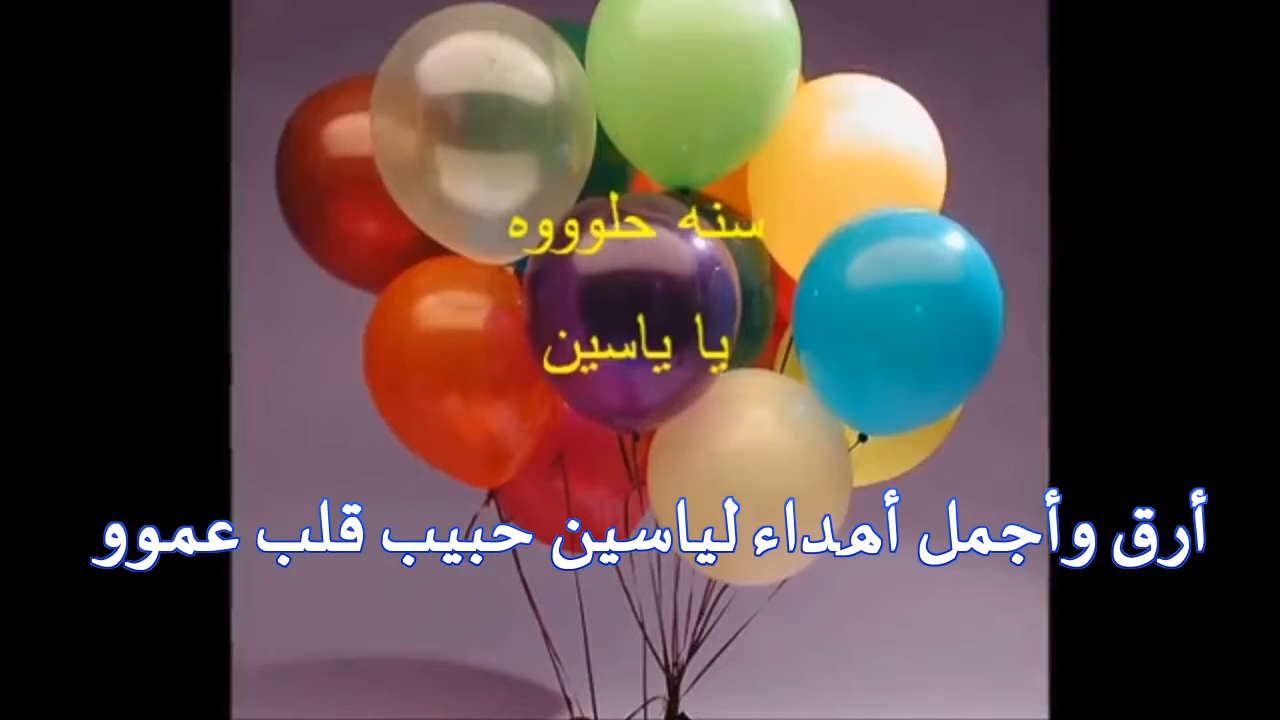 سنه حلوووه
يا ياسين
أرق وأجمل أهداء لياسين حبيب قلب عموو